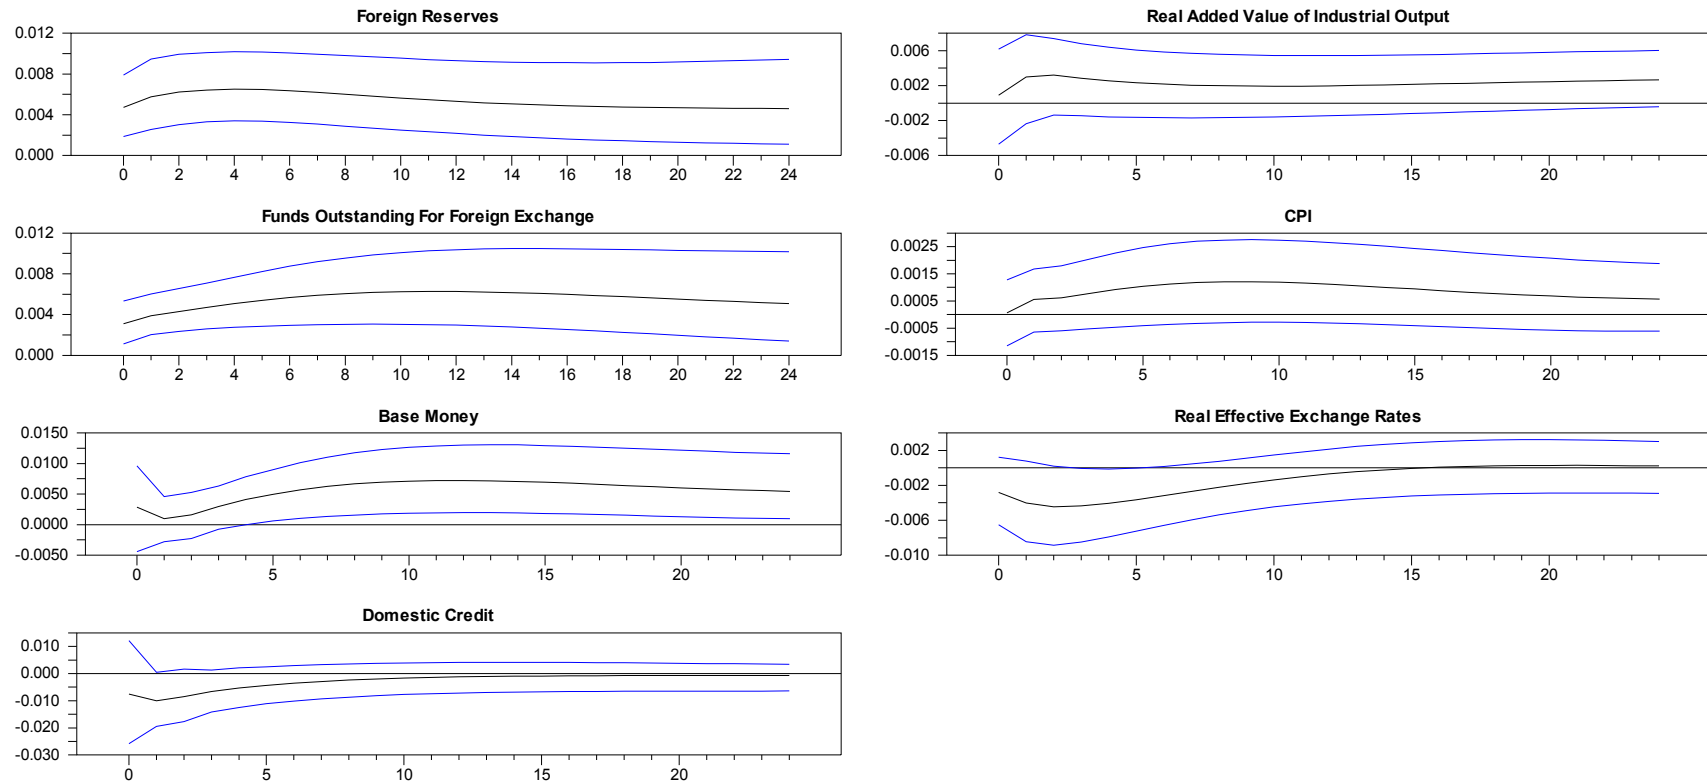 Foreign Reserves
0.012
0.008
0.004
0.000
0 2 4 6 8 10 12 14 16 18 20 22 24
Real Added Value of Industrial Output
0.006
0.002
-0.002
-0.006
0 5 10 15 20
Funds Outstanding For Foreign Exchange
0.012
0.008
0.004
0.000
0 2 4 6 8 10 12 14 16 18 20 22 24
CPI
0.0025
0.0015
0.0005
-0.0005
-0.0015
0 5 10 15 20
Base Money
0.0150
0.0100
0.0050
0.0000
-0.0050
0 5 10 15 20
Real Effective Exchange Rates
0.002
-0.002
-0.006
-0.010
0 5 10 15 20
Domestic Credit
0.010
0.000
-0.010
-0.020
-0.030
0 5 10 15 20